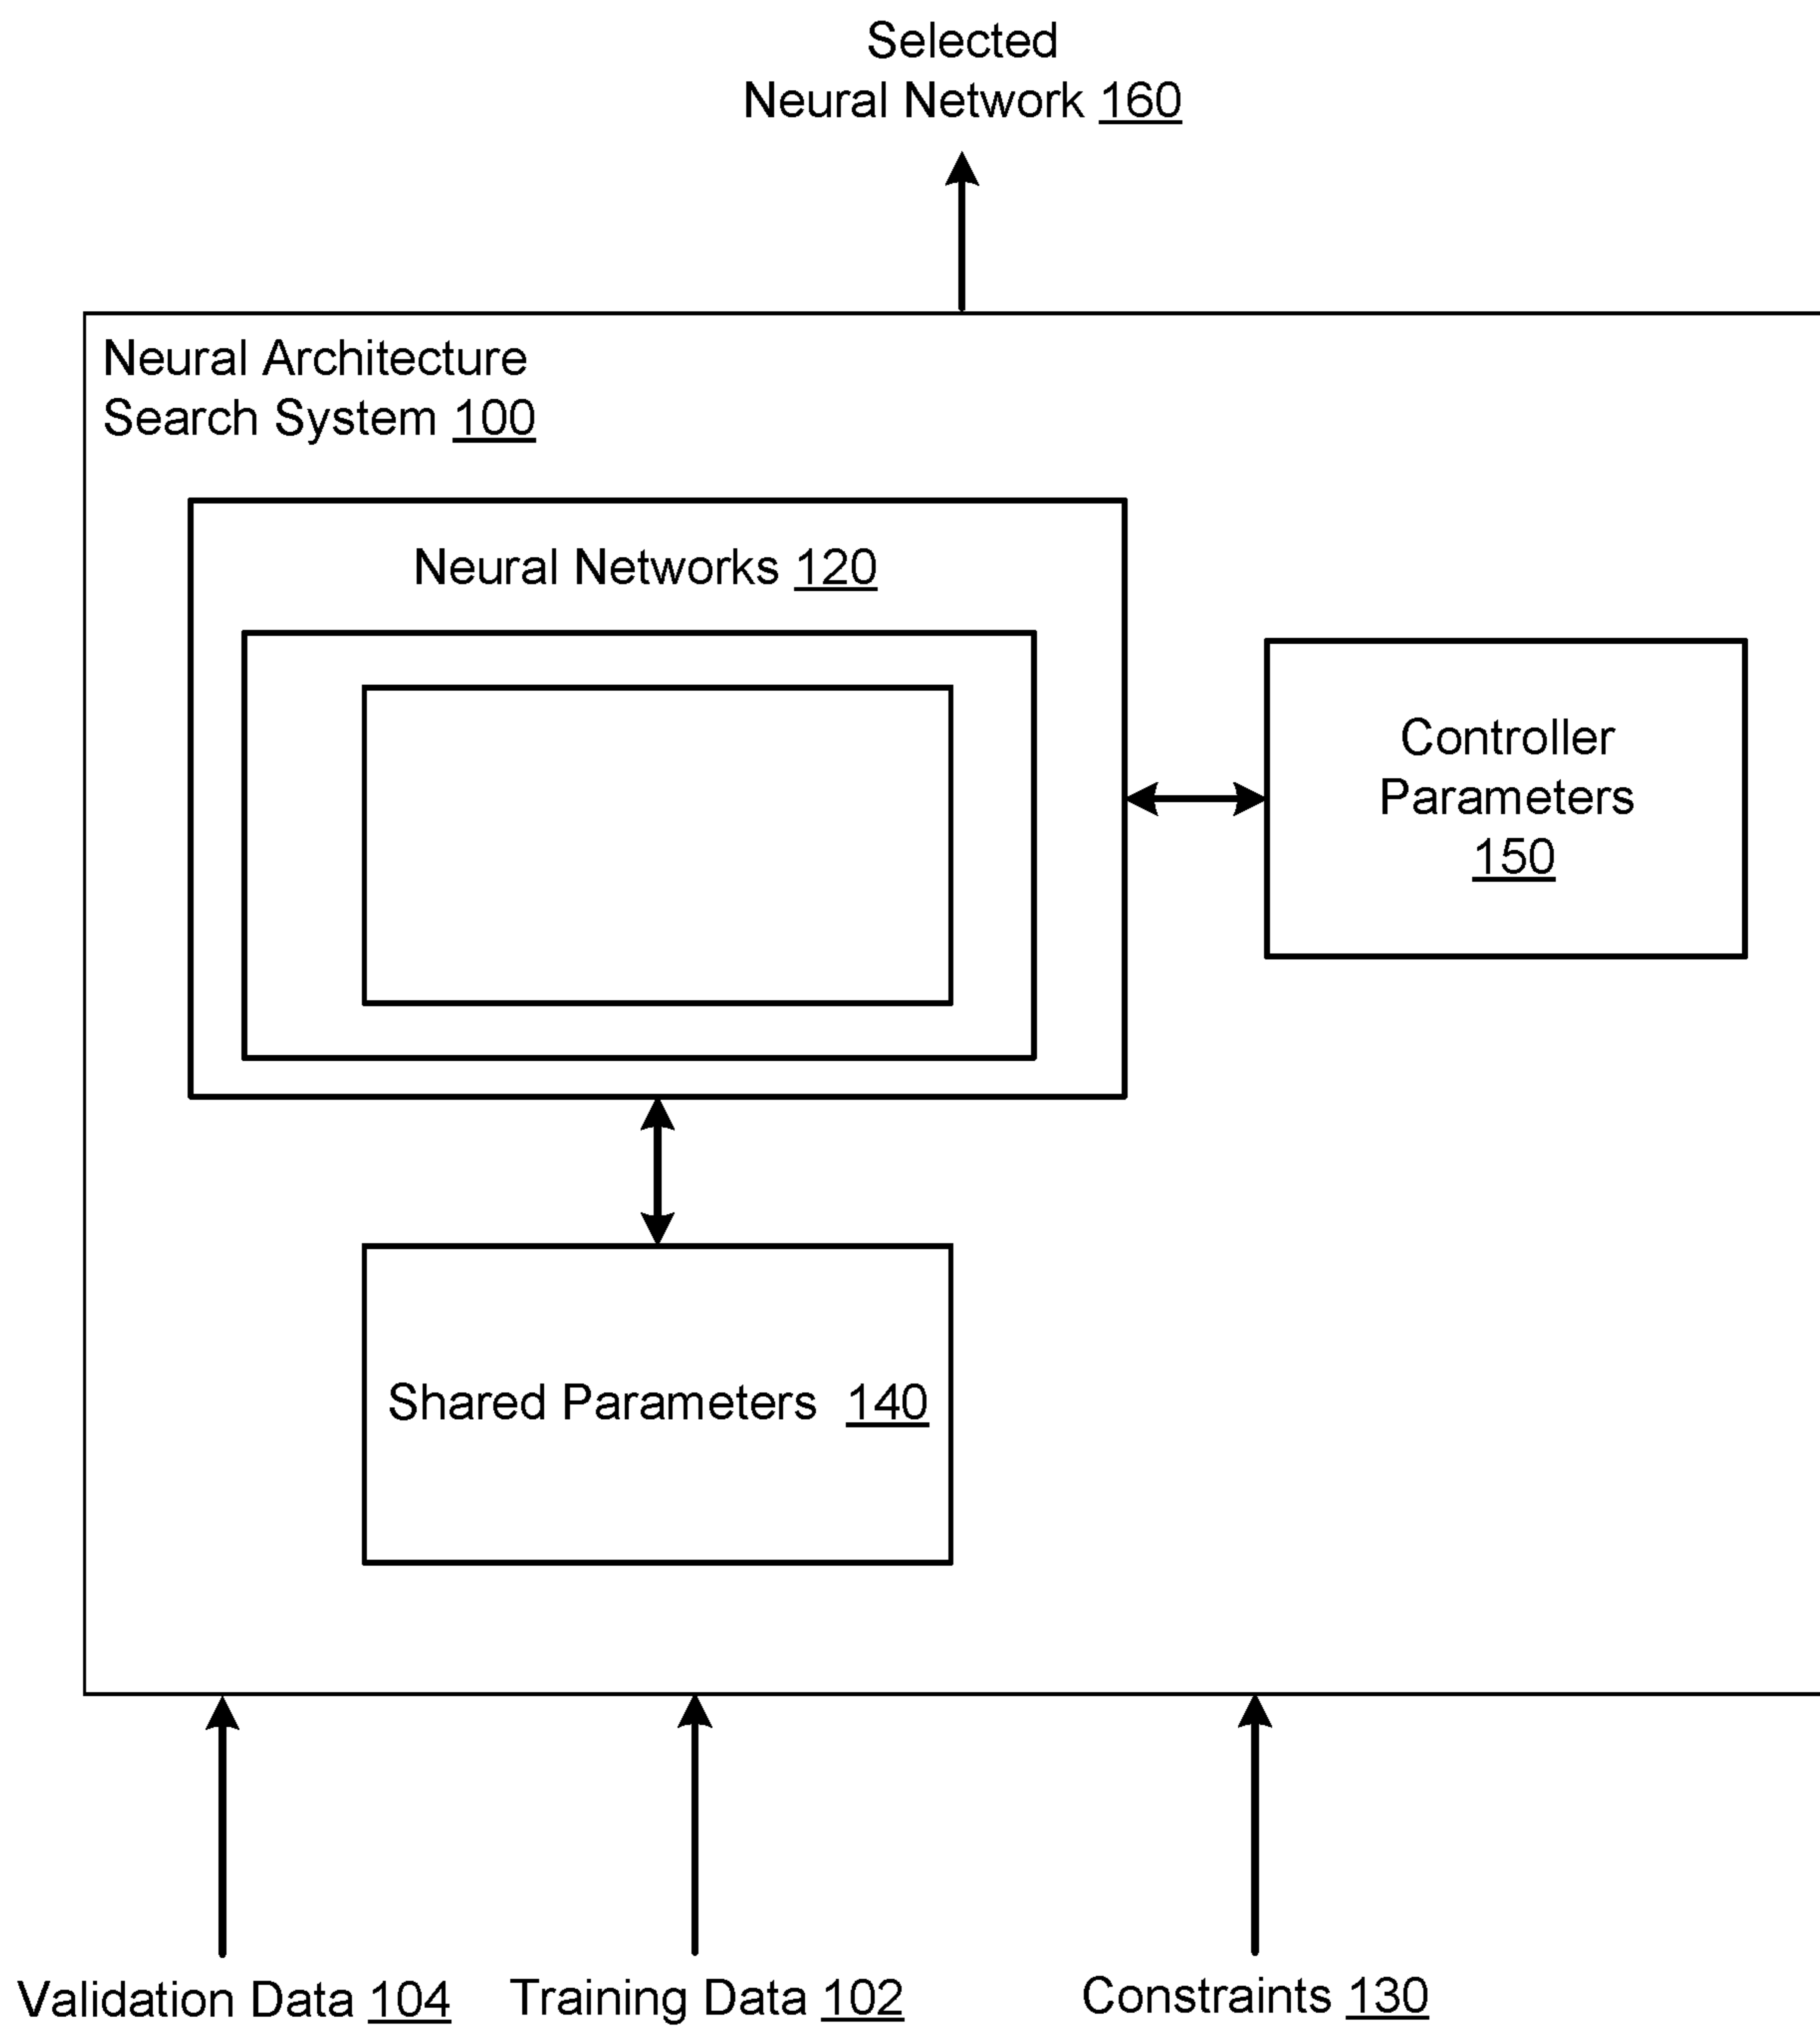 Selected
Neural Network 160
Neural Architecture
Search System 100
Neural Networks 120
Controller
Parameters
150
Shared Parameters 140
Validation Data 104
Training Data 102
Constraints 130